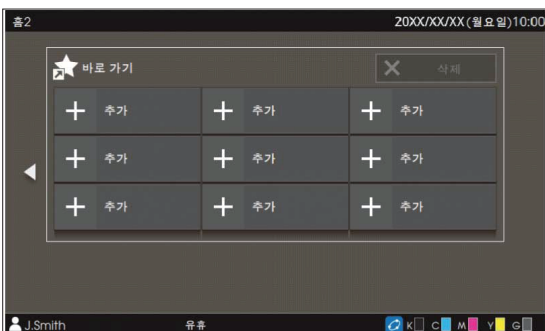 홈2 20XX/XX/XX(월요일)10:00
바로 가기 삭제
추가 추가 추가
추가 추가 추가
추가 추가 추가
J.Smith 유휴 K C M Y G